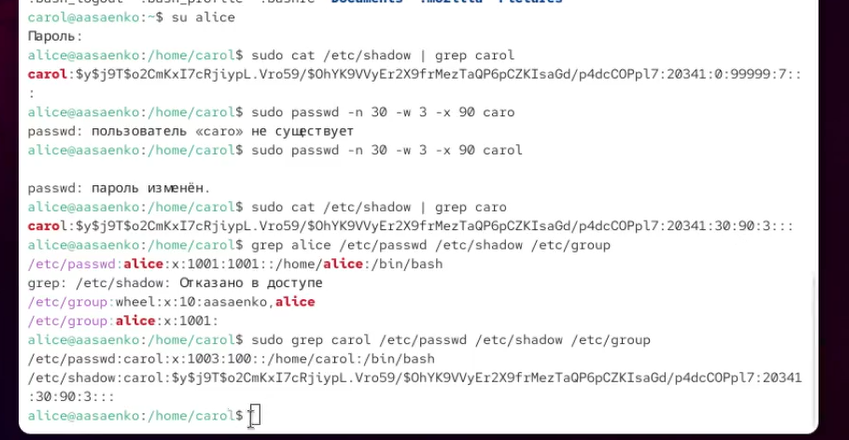 carol@aasaenko:~$ su alice
Пароль:
alice@aasaenko:/home/carol$ sudo cat /etc/shadow | grep carol
carol:$y$j9T$o2CmKxI7cRjiypL.Vro59/$OhYK9VVyEr2X9frMezTaQP6pCZKIsaGd/p4dcCOPpl7:20341:0:99999:7::
:
alice@aasaenko:/home/carol$ sudo passwd -n 30 -w 3 -x 90 caro
passwd: пользователь «caro» не существует
alice@aasaenko:/home/carol$ sudo passwd -n 30 -w 3 -x 90 carol
passwd: пароль изменён.
alice@aasaenko:/home/carol$ sudo cat /etc/shadow | grep caro
carol:$y$j9T$o2CmKxI7cRjiypL.Vro59/$OhYK9VVyEr2X9frMezTaQP6pCZKIsaGd/p4dcCOPpl7:20341:30:90:3:::
alice@aasaenko:/home/carol$ grep alice /etc/passwd /etc/shadow /etc/group
/etc/passwd:alice:x:1001:1001::/home/alice:/bin/bash
grep: /etc/shadow: Отказано в доступе
/etc/group:wheel:x:10:aasaenko,alice
/etc/group:alice:x:1001:
alice@aasaenko:/home/carol$ sudo grep carol /etc/passwd /etc/shadow /etc/group
/etc/passwd:carol:x:1003:100::/home/carol:/bin/bash
/etc/shadow:carol:$y$j9T$o2CmKxI7cRjiypL.Vro59/$OhYK9VVyEr2X9frMezTaQP6pCZKIsaGd/p4dcCOPpl7:20341
:30:90:3:::
alice@aasaenko:/home/carol$